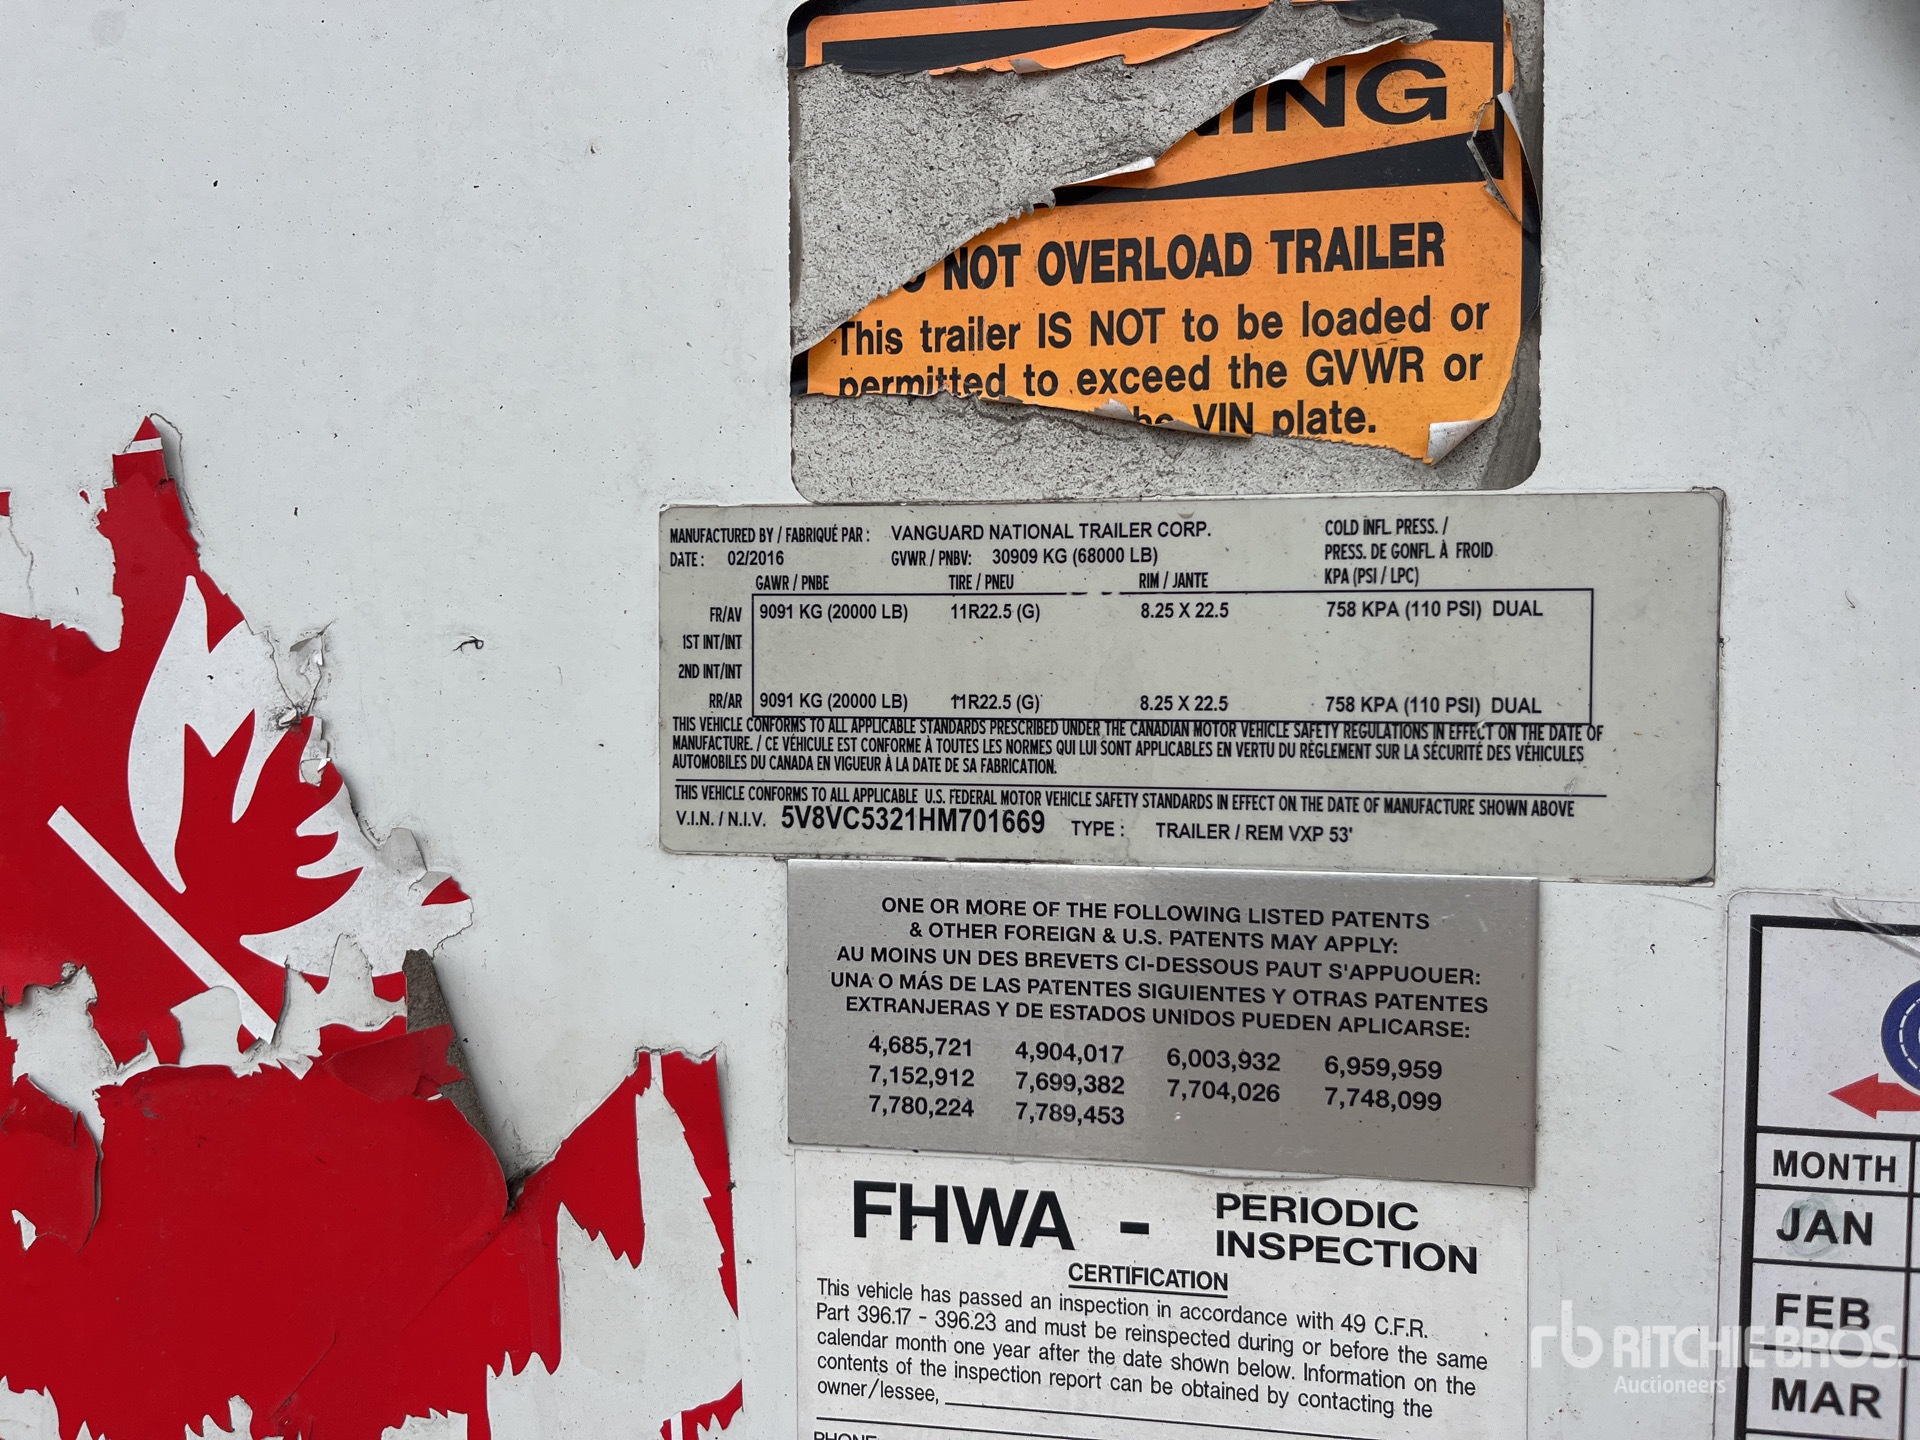 NING
NOT OVERLOAD TRAILER
This trailer IS NOT to be loaded or
permitted to exceed the GVWR or
VIN plate.
MANUFACTURED BY / FABRIQUÉ PAR : VANGUARD NATIONAL TRAILER CORP. COLD INFL. PRESS. /
DATE : 02/2016 GVWR / PNBV: 30909 KG (68000 LB) PRESS. DE GONFL. À FROID
GAWR / PNBE TIRE / PNEU RIM / JANTE KPA (PSI / LPC)
FR/AV 9091 KG (20000 LB) 11R22.5 (G) 8.25 X 22.5 758 KPA (110 PSI) DUAL
1ST INT/INT
2ND INT/INT
RR/AR 9091 KG (20000 LB) 11R22.5 (G) 8.25 X 22.5 758 KPA (110 PSI) DUAL
THIS VEHICLE CONFORMS TO ALL APPLICABLE STANDARDS PRESCRIBED UNDER THE CANADIAN MOTOR VEHICLE SAFETY REGULATIONS IN EFFECT ON THE DATE OF
MANUFACTURE. / CE VÉHICULE EST CONFORME À TOUTES LES NORMES QUI LUI SONT APPLICABLES EN VERTU DU RÈGLEMENT SUR LA SÉCURITÉ DES VÉHICULES
AUTOMOBILES DU CANADA EN VIGUEUR À LA DATE DE SA FABRICATION.
THIS VEHICLE CONFORMS TO ALL APPLICABLE U.S. FEDERAL MOTOR VEHICLE SAFETY STANDARDS IN EFFECT ON THE DATE OF MANUFACTURE SHOWN ABOVE
V.I.N. / N.I.V. 5V8VC5321HM701669 TYPE : TRAILER / REM VXP 53'
ONE OR MORE OF THE FOLLOWING LISTED PATENTS
& OTHER FOREIGN & U.S. PATENTS MAY APPLY:
AU MOINS UN DES BREVETS CI-DESSOUS PAUT S'APPUOUER:
UNA O MÁS DE LAS PATENTES SIGUIENTES Y OTRAS PATENTES
EXTRANJERAS Y DE ESTADOS UNIDOS PUEDEN APLICARSE:
4,685,721 4,904,017 6,003,932 6,959,959
7,152,912 7,699,382 7,704,026 7,748,099
7,780,224 7,789,453
FHWA - PERIODIC
INSPECTION
CERTIFICATION
This vehicle has passed an inspection in accordance with 49 C.F.R.
Part 396.17 - 396.23 and must be reinspected during or before the same
calendar month one year after the date shown below. Information on the
contents of the inspection report can be obtained by contacting the
owner/lessee,
PHONE
MONTH
JAN
FEB
MAR
rb RITCHIE BROS.
Auctioneers